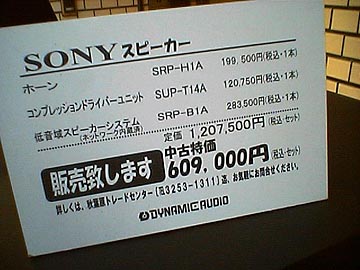 SONY スピーカー
ホーン SRP-H1A 199,500円(税込・1本)
コンプレッションドライバーユニット SUP-T14A 120,750円(税込・1本)
低音域スピーカーシステム SRP-B1A 283,500円(税込・1本)
(ネットワーク内蔵済)
定価 1,207,500円(税込・セット)
販売致します 中古特価 609,000円(税込・セット)
詳しくは、秋葉原トレードセンター(℡3253-1311)迄、お気軽にお問合せください。
DYNAMIC AUDIO